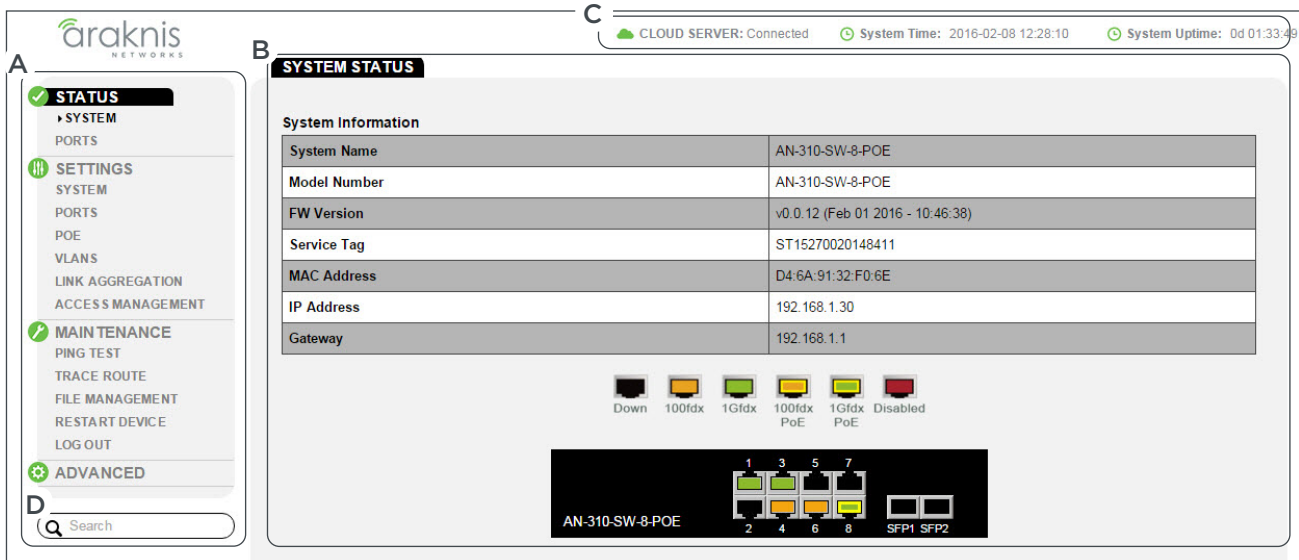 araknis
NETWORKS
C
CLOUD SERVER: Connected
System Time: 2016-02-08 12:28:10
System Uptime: 0d 01:33:49
A
STATUS
SYSTEM
PORTS
SETTINGS
SYSTEM
PORTS
POE
VLANS
LINK AGGREGATION
ACCESS MANAGEMENT
MAINTENANCE
PING TEST
TRACE ROUTE
FILE MANAGEMENT
RESTART DEVICE
LOG OUT
ADVANCED
D
Search
B
SYSTEM STATUS
System Information
System Name AN-310-SW-8-POE
Model Number AN-310-SW-8-POE
FW Version v0.0.12 (Feb 01 2016 - 10:46:38)
Service Tag ST15270020148411
MAC Address D4:6A:91:32:F0:6E
IP Address 192.168.1.30
Gateway 192.168.1.1
Down 100fdx 1Gfdx 100fdx PoE 1Gfdx PoE Disabled
1 3 5 7
AN-310-SW-8-POE
2 4 6 8 SFP1 SFP2